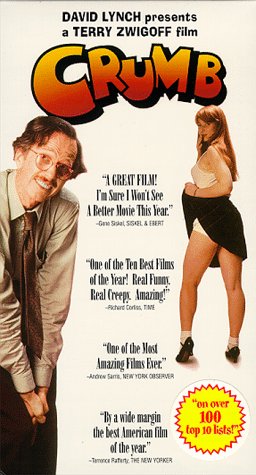 DAVID LYNCH presents
a TERRY ZWIGOFF film
CRUMB
"A GREAT FILM!
I'm Sure I Won't See
A Better Movie This Year."
–Gene Siskel, SISKEL & EBERT
"One of the Ten Best Films
of the Year! Real Funny.
Real Creepy. Amazing!"
–Richard Corliss, TIME
"One of the Most
Amazing Films Ever."
–Andrew Sarris, NEW YORK OBSERVER
"By a wide margin
the best American film
of the year."
–Terrence Rafferty, THE NEW YORKER
"on over
100
top 10 lists!"